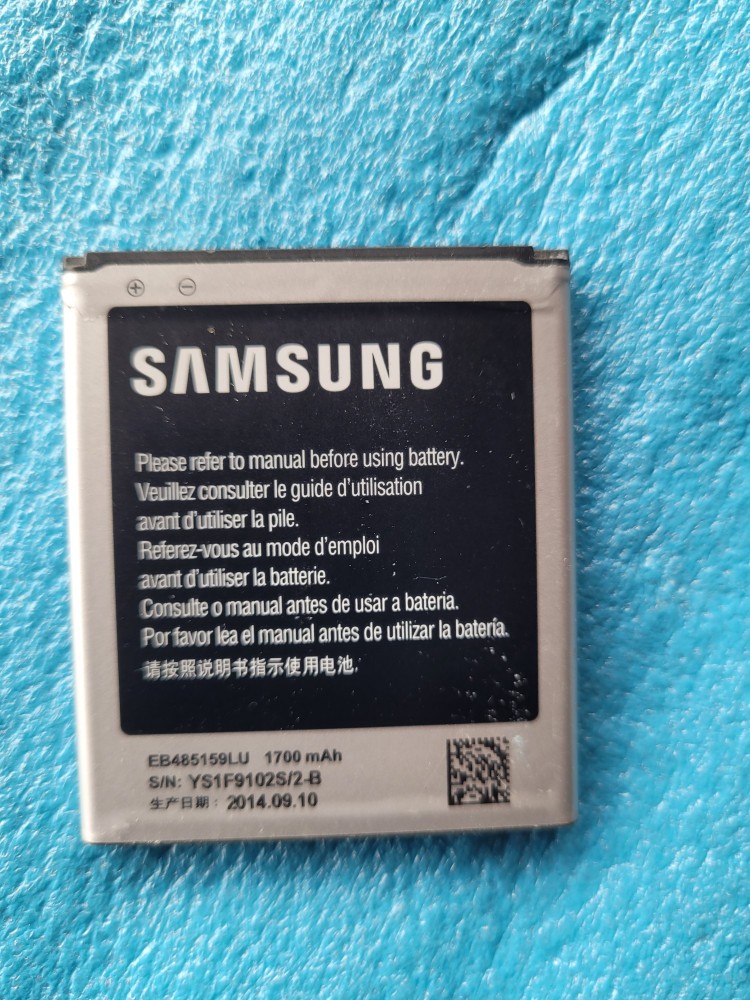 SAMSUNG
Please refer to manual before using battery.
Veuillez consulter le guide d'utilisation
avant d'utiliser la pile.
Referez-vous au mode d'emploi
avant d'utiliser la batterie.
Consulte o manual antes de usar a bateria.
Por favor lea el manual antes de utilizar la batería.
请按照说明书指示使用电池.
EB485159LU 1700 mAh
S/N: YS1F9102S/2-B
生产日期: 2014.09.10